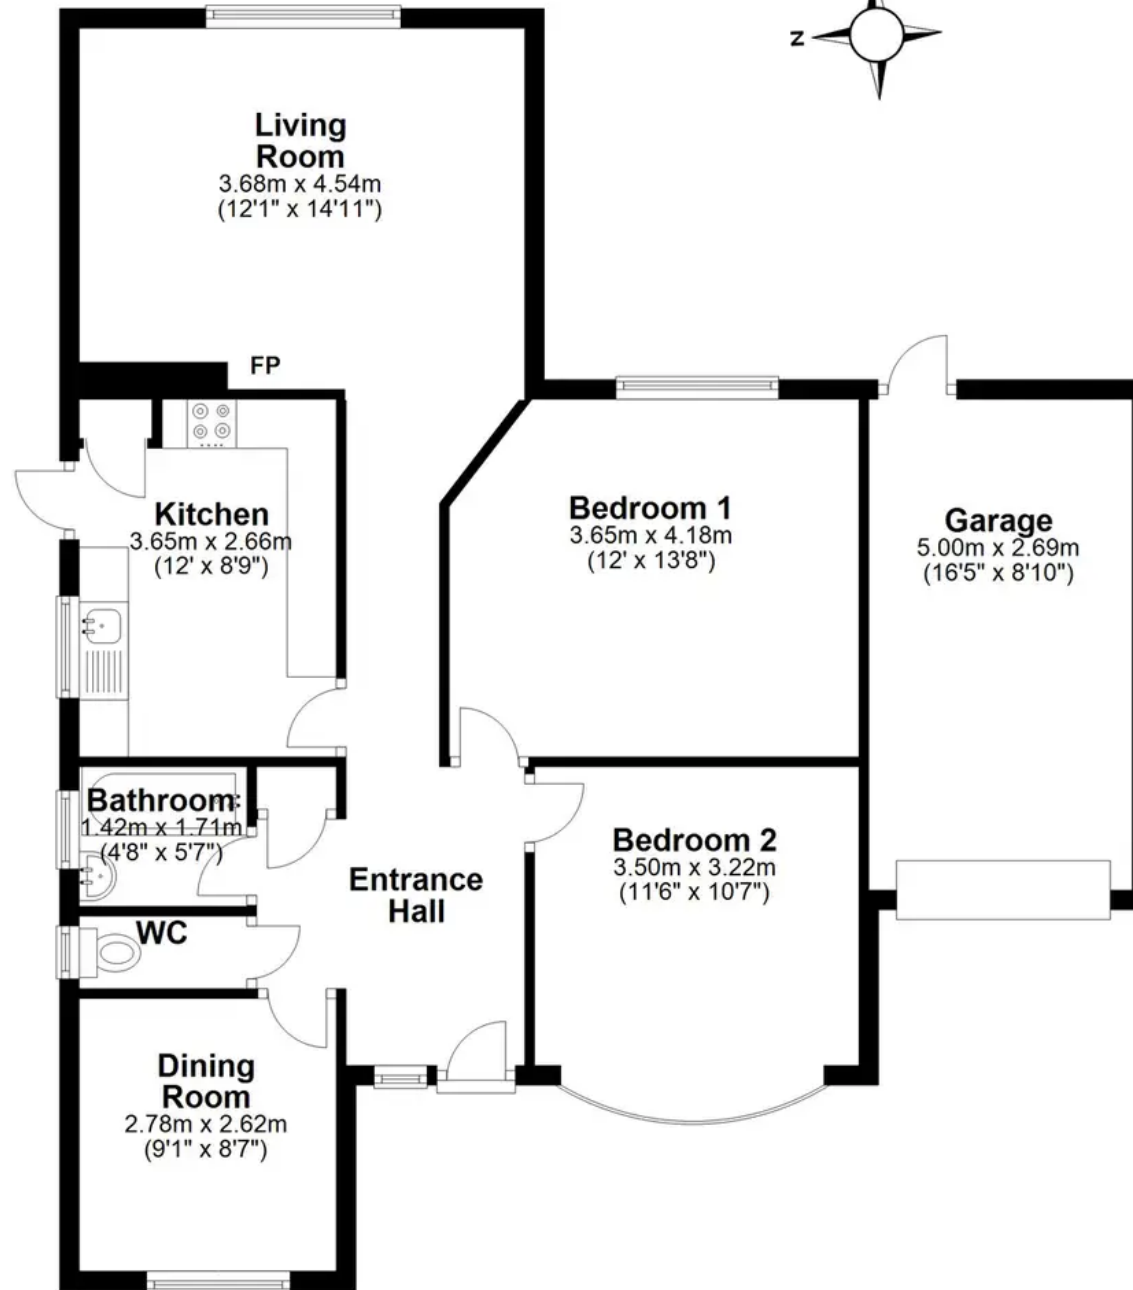 N
Living
Room
3.68m x 4.54m
(12'1" x 14'11")
FP
Kitchen
3.65m x 2.66m
(12' x 8'9")
Bedroom 1
3.65m x 4.18m
(12' x 13'8")
Garage
5.00m x 2.69m
(16'5" x 8'10")
Bathroom
1.42m x 1.71m
(4'8" x 5'7")
Bedroom 2
3.50m x 3.22m
(11'6" x 10'7")
Entrance
Hall
WC
Dining
Room
2.78m x 2.62m
(9'1" x 8'7")